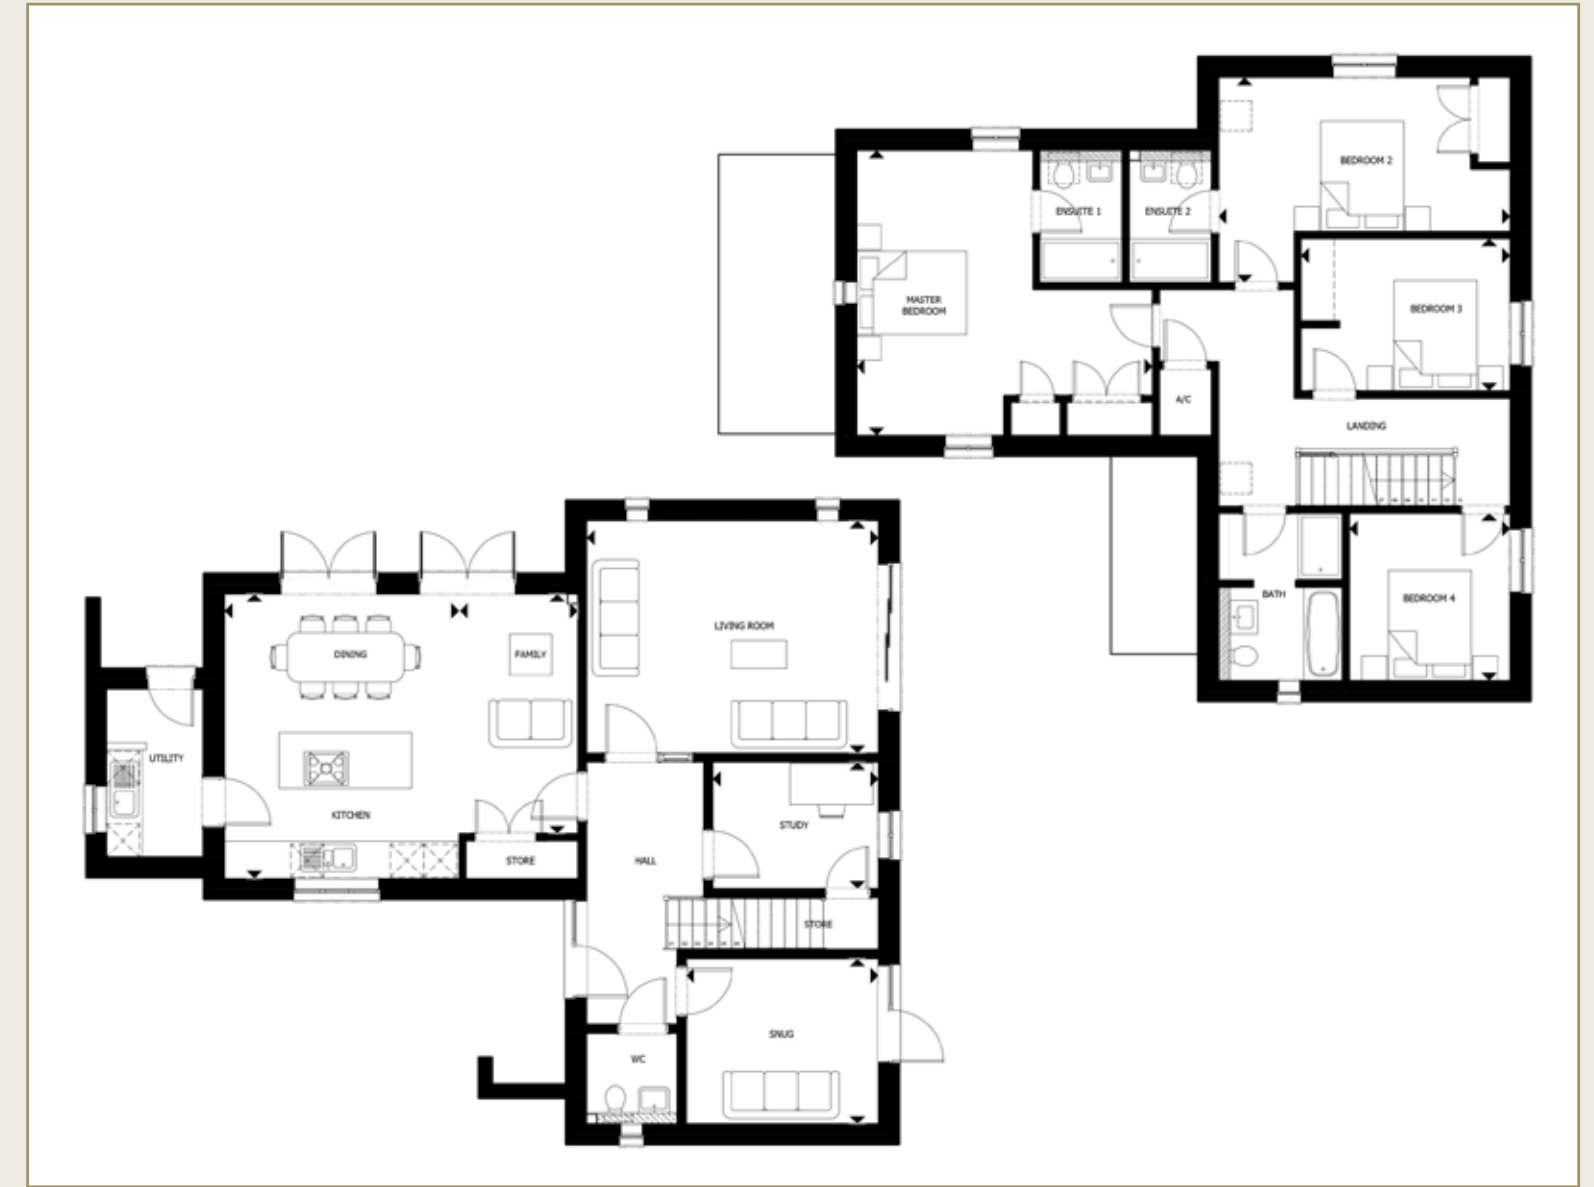 BEDROOM 2
ENSUITE 1
ENSUITE 2
MASTER
BEDROOM
BEDROOM 3
A/C
LANDING
BATH
BEDROOM 4
LIVING ROOM
DINING
FAMILY
UTILITY
KITCHEN
STUDY
STORE
HALL
STORE
SNUG
WC